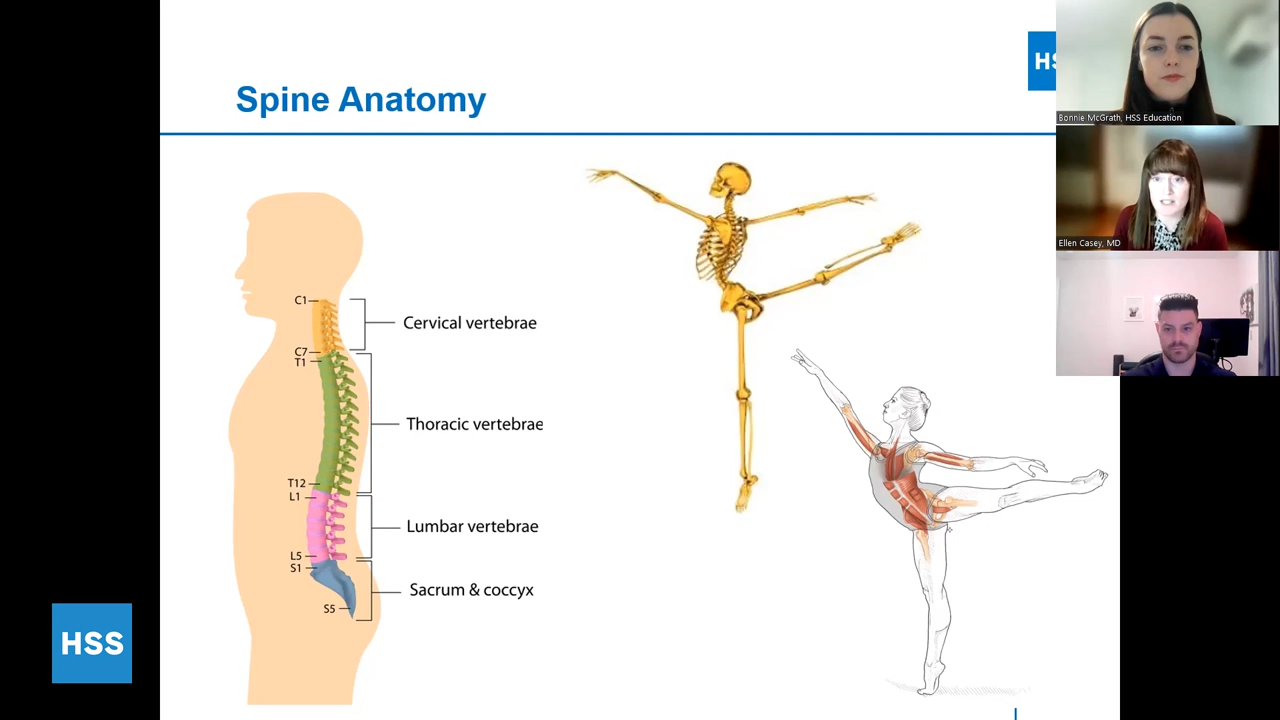 Spine Anatomy
HS
C1
Cervical vertebrae
C7
T1
Thoracic vertebrae
T12
L1
Lumbar vertebrae
L5
S1
Sacrum & coccyx
S5
HSS
Bonnie McGrath, HSS Education
Ellen Casey, MD